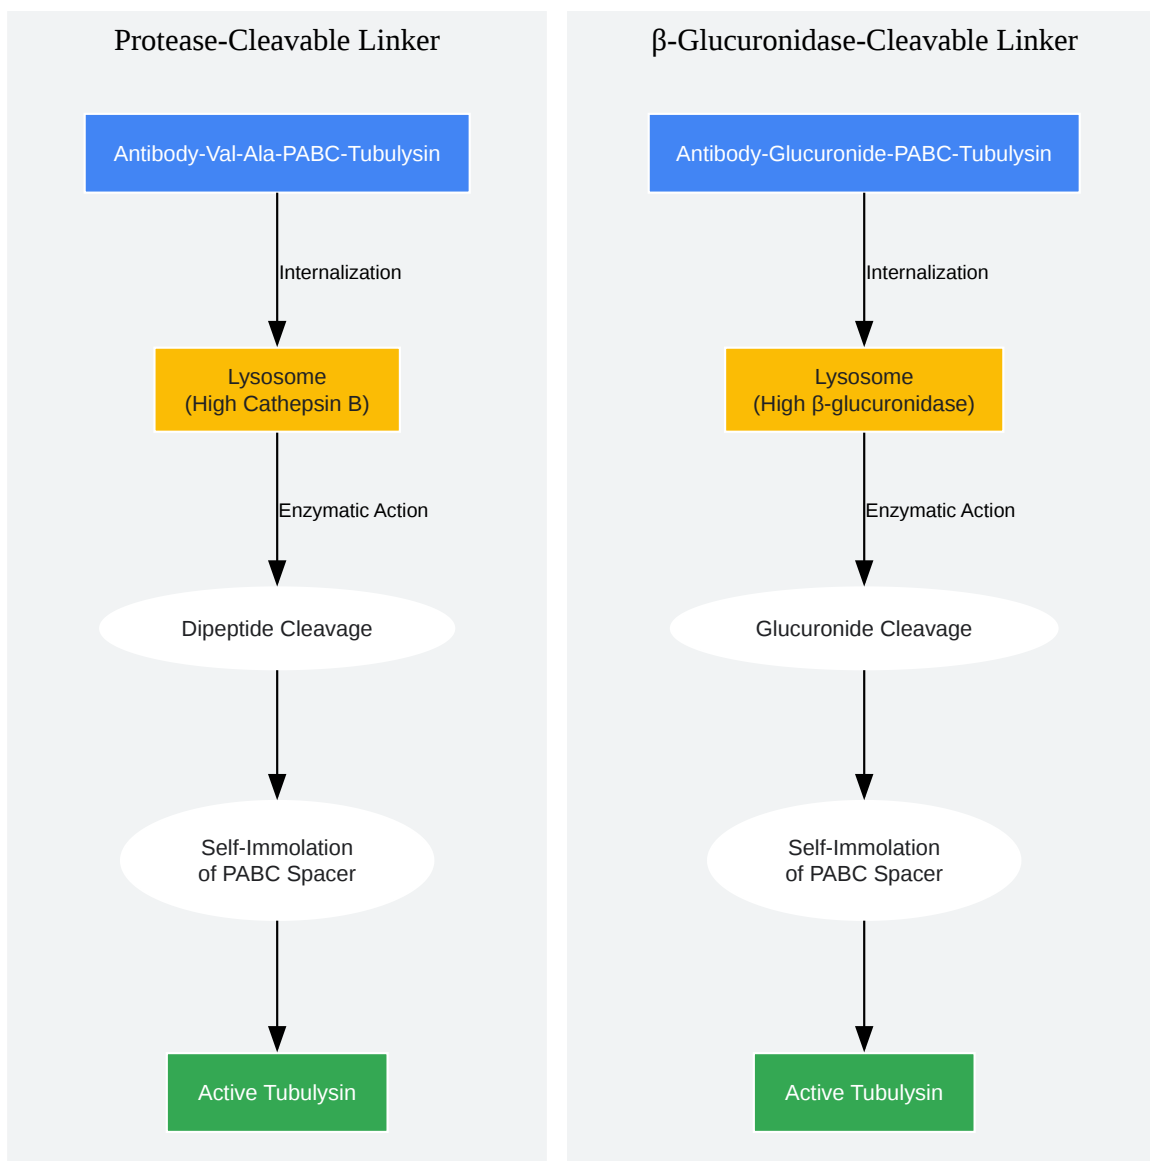 Protease-Cleavable Linker
Antibody-Val-Ala-PABC-Tubulysin
Internalization
Lysosome
(High Cathepsin B)
Enzymatic Action
Dipeptide Cleavage
Self-Immolation
of PABC Spacer
Active Tubulysin
β-Glucuronidase-Cleavable Linker
Antibody-Glucuronide-PABC-Tubulysin
Internalization
Lysosome
(High β-glucuronidase)
Enzymatic Action
Glucuronide Cleavage
Self-Immolation
of PABC Spacer
Active Tubulysin